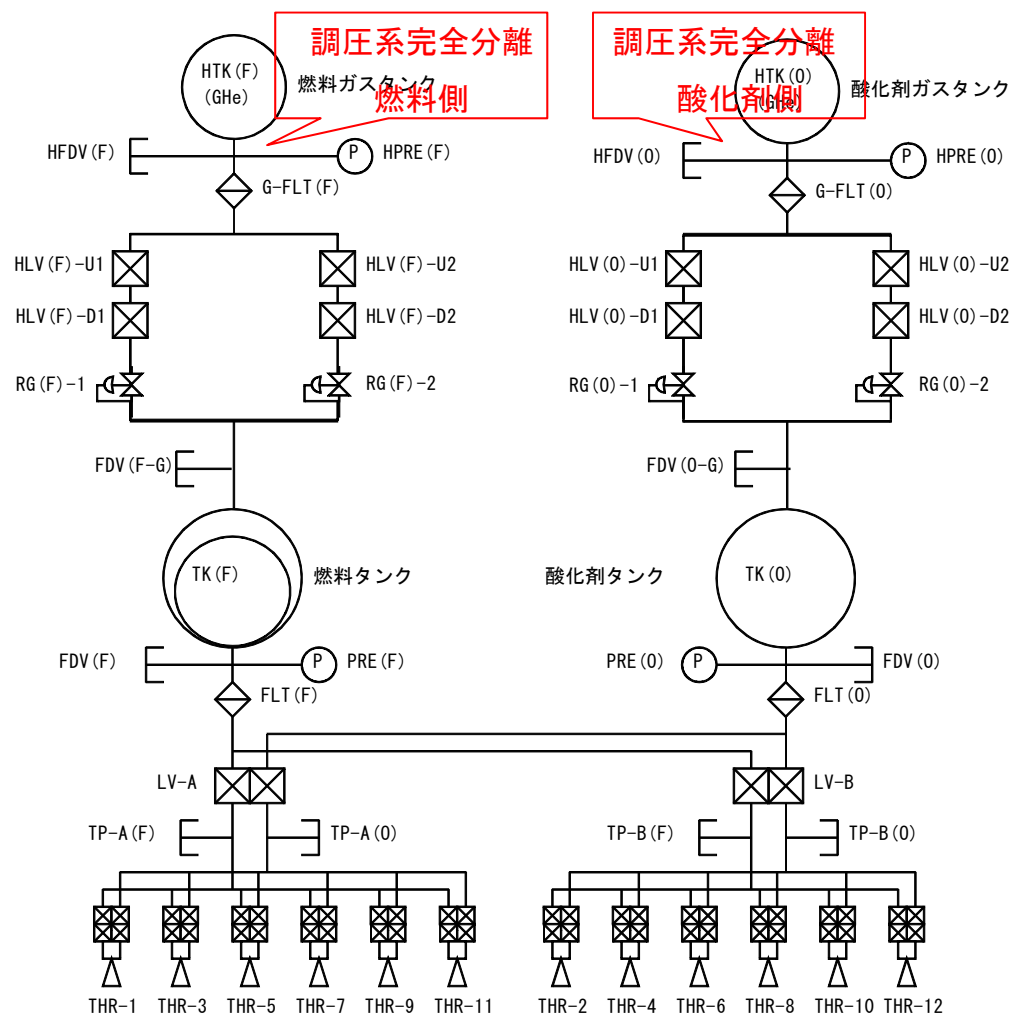 調圧系完全分離
燃料側
調圧系完全分離
酸化剤側
HTK(F)
(GHe)
燃料ガスタンク
HTK(O)
(GHe)
酸化剤ガスタンク
HFDV(F)
P
HPRE(F)
HFDV(O)
P
HPRE(O)
G-FLT(F)
G-FLT(O)
HLV(F)-U1
HLV(F)-U2
HLV(O)-U1
HLV(O)-U2
HLV(F)-D1
HLV(F)-D2
HLV(O)-D1
HLV(O)-D2
RG(F)-1
RG(F)-2
RG(O)-1
RG(O)-2
FDV(F-G)
FDV(O-G)
TK(F)
燃料タンク
酸化剤タンク
TK(O)
FDV(F)
P
PRE(F)
PRE(O)
P
FDV(O)
FLT(F)
FLT(O)
LV-A
LV-B
TP-A(F)
TP-A(O)
TP-B(F)
TP-B(O)
THR-1
THR-3
THR-5
THR-7
THR-9
THR-11
THR-2
THR-4
THR-6
THR-8
THR-10
THR-12